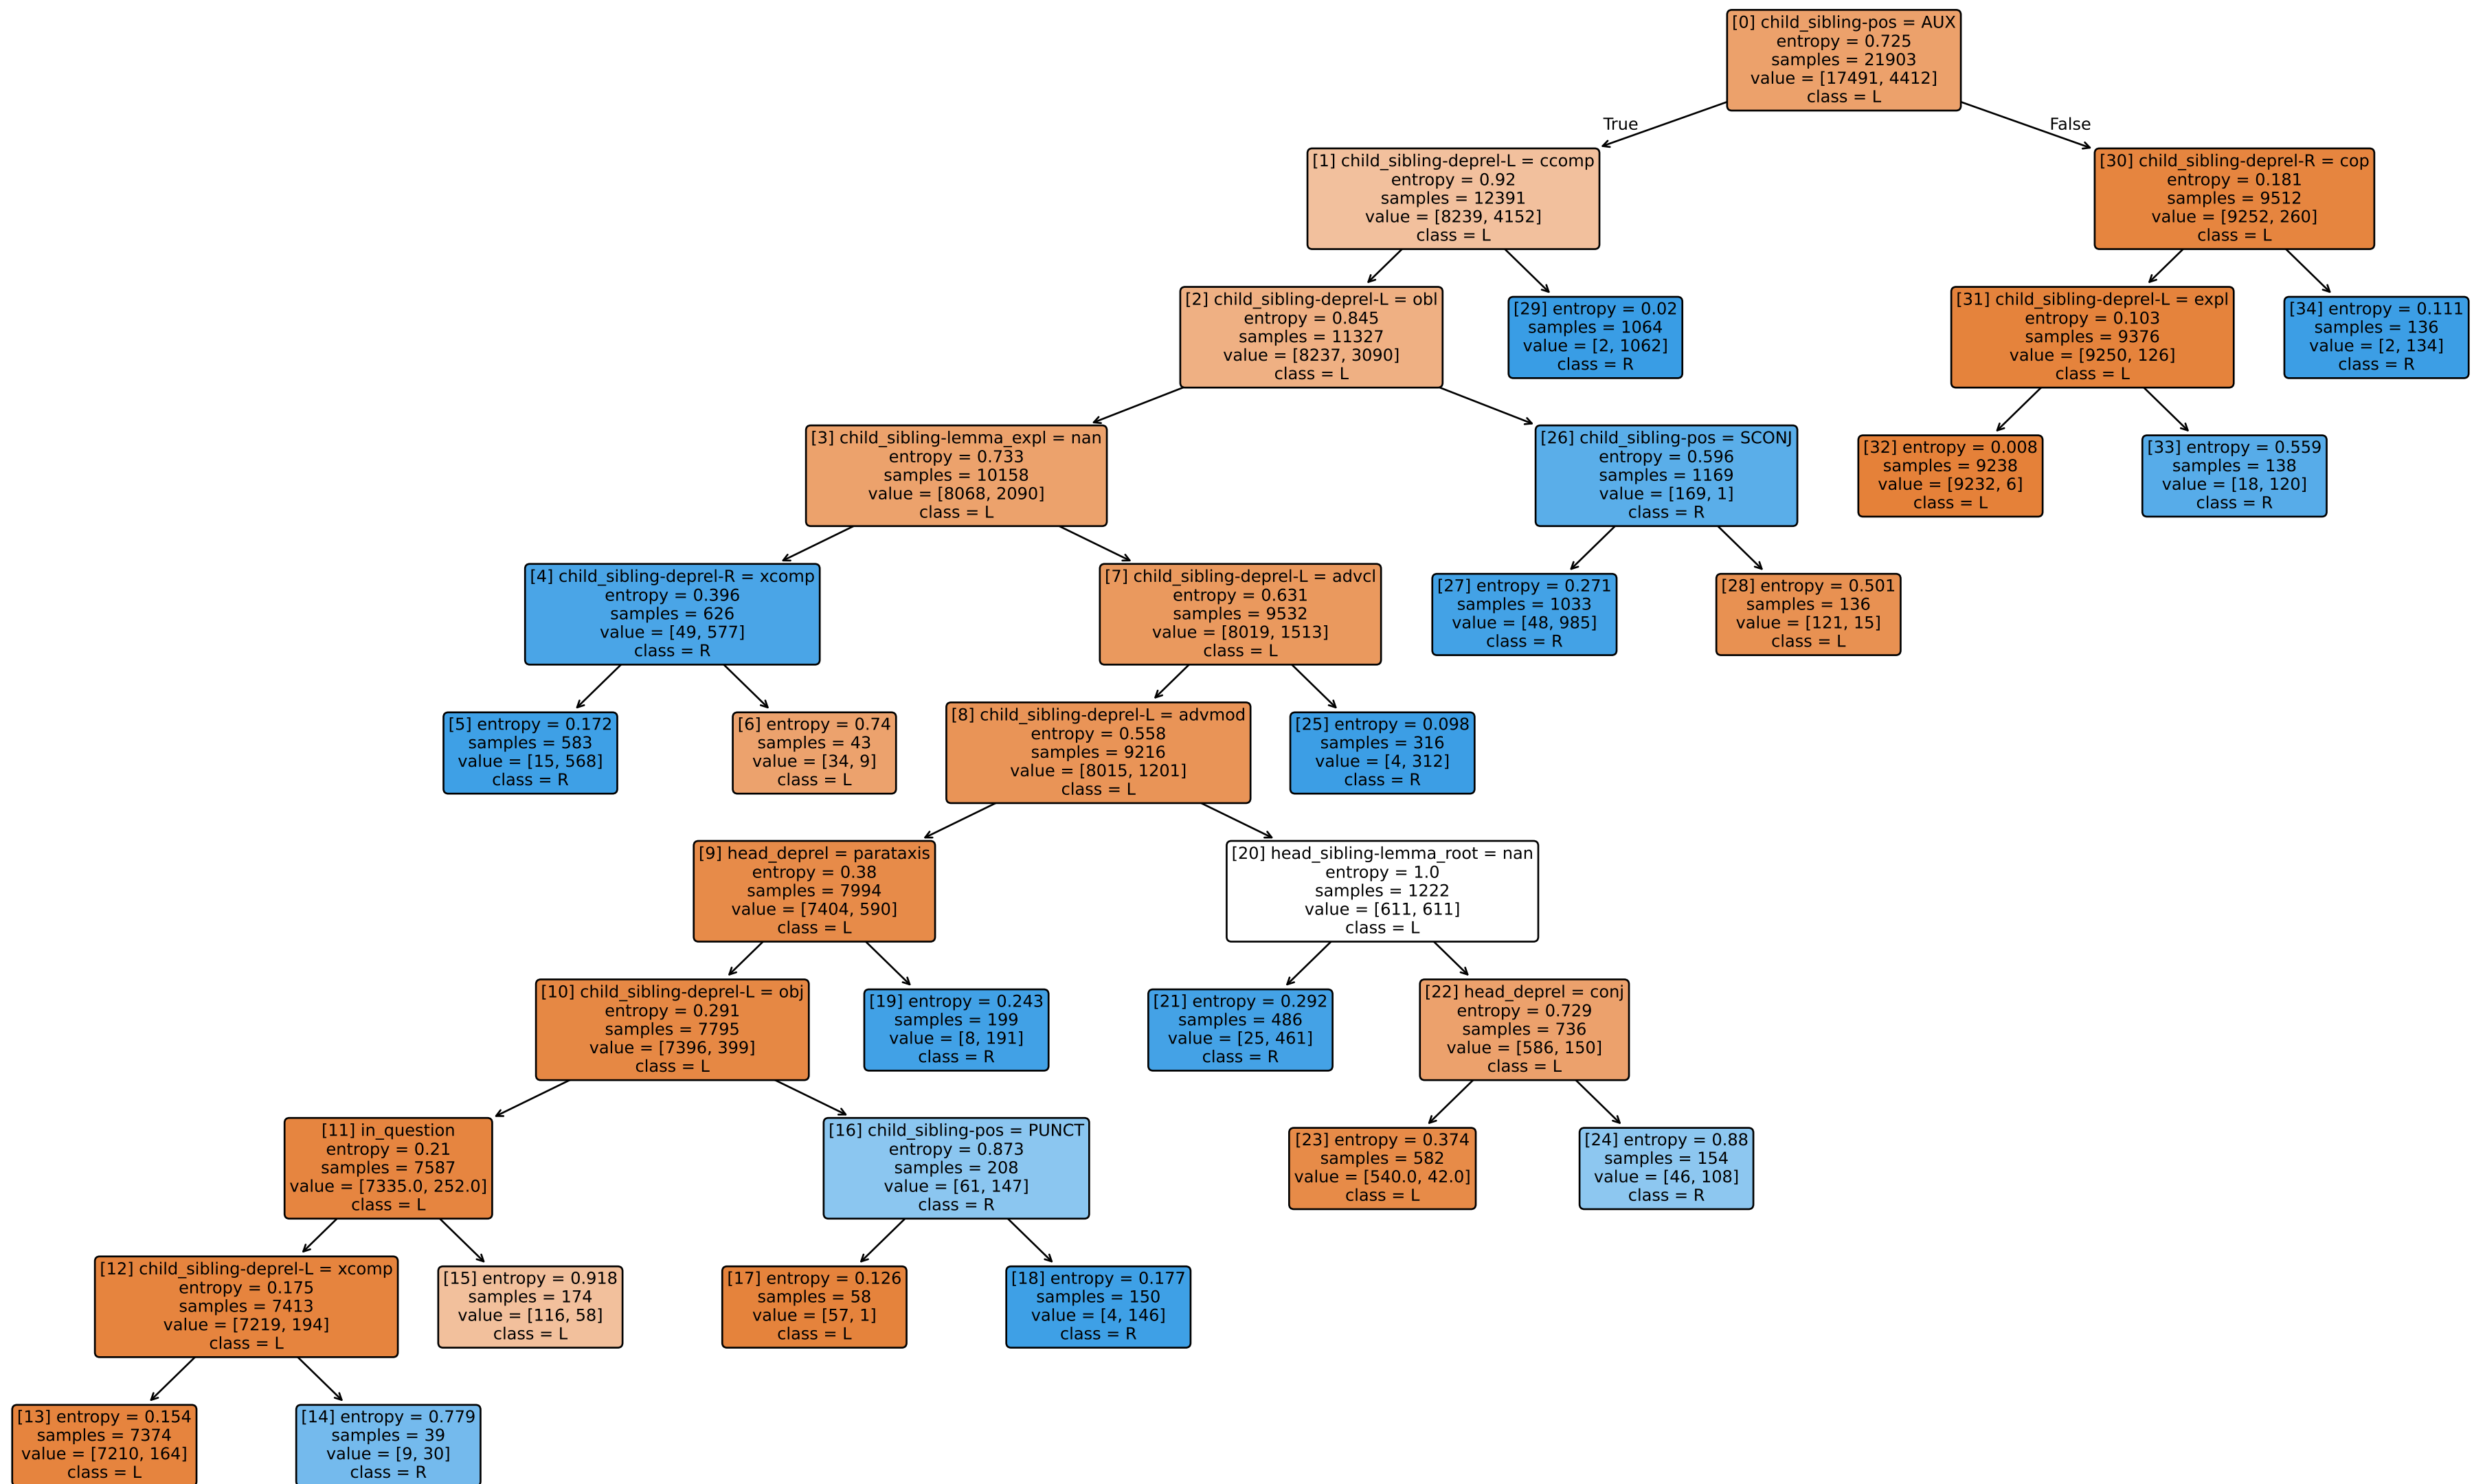 [0] child_sibling-pos = AUX
entropy = 0.725
samples = 21903
value = [17491, 4412]
class = L
True
False
[1] child_sibling-deprel-L = ccomp
entropy = 0.92
samples = 12391
value = [8239, 4152]
class = L
[30] child_sibling-deprel-R = cop
entropy = 0.181
samples = 9512
value = [9252, 260]
class = L
[2] child_sibling-deprel-L = obl
entropy = 0.845
samples = 11327
value = [8237, 3090]
class = L
[29] entropy = 0.02
samples = 1064
value = [2, 1062]
class = R
[31] child_sibling-deprel-L = expl
entropy = 0.103
samples = 9376
value = [9250, 126]
class = L
[34] entropy = 0.111
samples = 136
value = [2, 134]
class = R
[3] child_sibling-lemma_expl = nan
entropy = 0.733
samples = 10158
value = [8068, 2090]
class = L
[26] child_sibling-pos = SCONJ
entropy = 0.596
samples = 1169
value = [169, 1]
class = R
[32] entropy = 0.008
samples = 9238
value = [9232, 6]
class = L
[33] entropy = 0.559
samples = 138
value = [18, 120]
class = R
[4] child_sibling-deprel-R = xcomp
entropy = 0.396
samples = 626
value = [49, 577]
class = R
[7] child_sibling-deprel-L = advcl
entropy = 0.631
samples = 9532
value = [8019, 1513]
class = L
[27] entropy = 0.271
samples = 1033
value = [48, 985]
class = R
[28] entropy = 0.501
samples = 136
value = [121, 15]
class = L
[5] entropy = 0.172
samples = 583
value = [15, 568]
class = R
[6] entropy = 0.74
samples = 43
value = [34, 9]
class = L
[8] child_sibling-deprel-L = advmod
entropy = 0.558
samples = 9216
value = [8015, 1201]
class = L
[25] entropy = 0.098
samples = 316
value = [4, 312]
class = R
[9] head_deprel = parataxis
entropy = 0.38
samples = 7994
value = [7404, 590]
class = L
[20] head_sibling-lemma_root = nan
entropy = 1.0
samples = 1222
value = [611, 611]
class = L
[10] child_sibling-deprel-L = obj
entropy = 0.291
samples = 7795
value = [7396, 399]
class = L
[19] entropy = 0.243
samples = 199
value = [8, 191]
class = R
[21] entropy = 0.292
samples = 486
value = [25, 461]
class = R
[22] head_deprel = conj
entropy = 0.729
samples = 736
value = [586, 150]
class = L
[11] in_question
entropy = 0.21
samples = 7587
value = [7335.0, 252.0]
class = L
[16] child_sibling-pos = PUNCT
entropy = 0.873
samples = 208
value = [61, 147]
class = R
[23] entropy = 0.374
samples = 582
value = [540.0, 42.0]
class = L
[24] entropy = 0.88
samples = 154
value = [46, 108]
class = R
[12] child_sibling-deprel-L = xcomp
entropy = 0.175
samples = 7413
value = [7219, 194]
class = L
[15] entropy = 0.918
samples = 174
value = [116, 58]
class = L
[17] entropy = 0.126
samples = 58
value = [57, 1]
class = L
[18] entropy = 0.177
samples = 150
value = [4, 146]
class = R
[13] entropy = 0.154
samples = 7374
value = [7210, 164]
class = L
[14] entropy = 0.779
samples = 39
value = [9, 30]
class = R